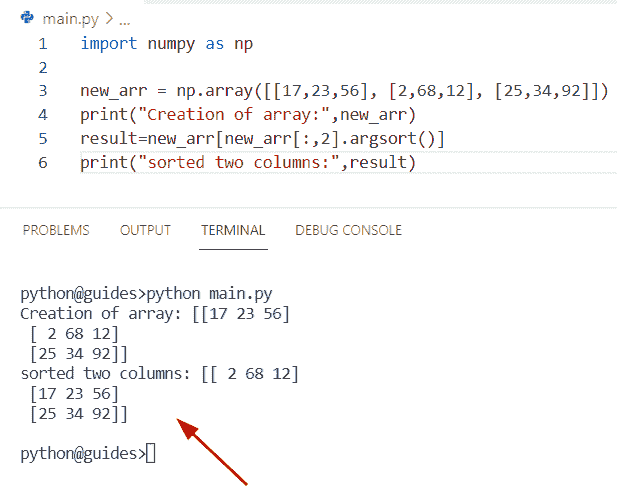 main.py > ...
1 import numpy as np
2
3 new_arr = np.array([[17,23,56], [2,68,12], [25,34,92]])
4 print("Creation of array:",new_arr)
5 result=new_arr[new_arr[:,2].argsort()]
6 print("sorted two columns:",result)
PROBLEMS OUTPUT TERMINAL DEBUG CONSOLE
python@guides>python main.py
Creation of array: [[17 23 56]
 [ 2 68 12]
 [25 34 92]]
sorted two columns: [[ 2 68 12]
 [17 23 56]
 [25 34 92]]
python@guides>